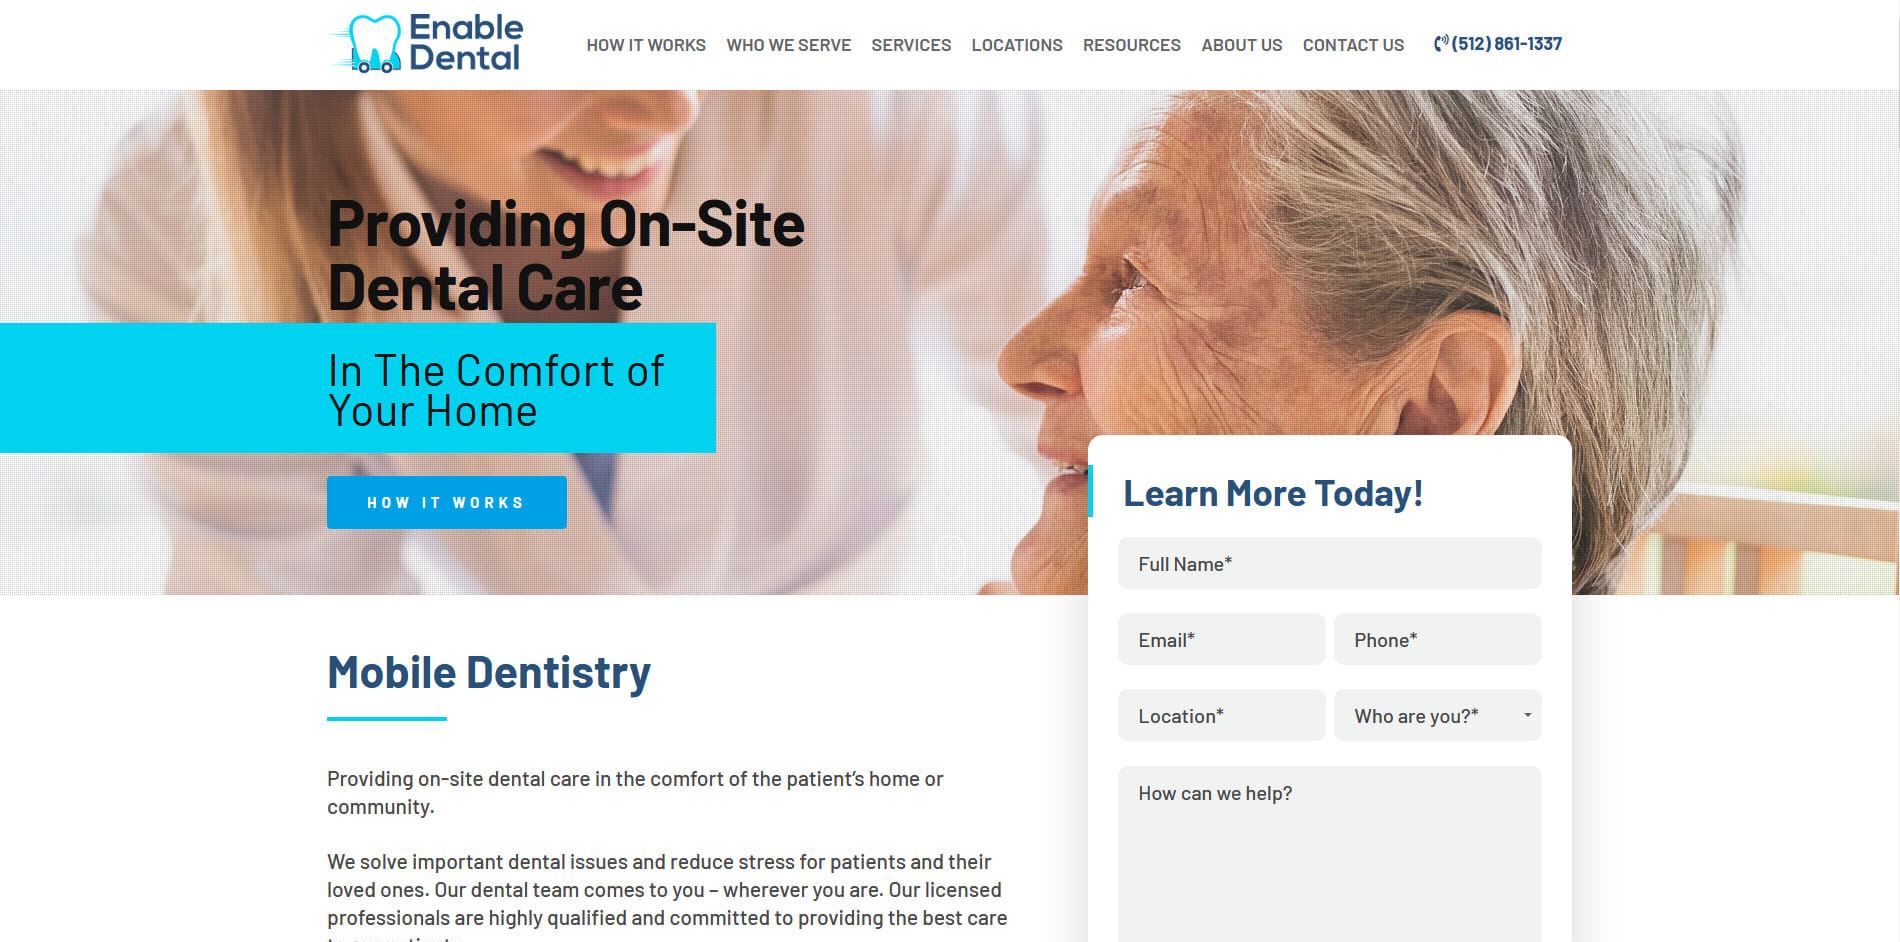 Enable
Dental
HOW IT WORKS WHO WE SERVE SERVICES LOCATIONS RESOURCES ABOUT US CONTACT US (512) 861-1337
Providing On-Site
Dental Care
In The Comfort of
Your Home
HOW IT WORKS
Learn More Today!
Full Name*
Email* Phone*
Location* Who are you?*
How can we help?
Mobile Dentistry
Providing on-site dental care in the comfort of the patient’s home or
community.
We solve important dental issues and reduce stress for patients and their
loved ones. Our dental team comes to you – wherever you are. Our licensed
professionals are highly qualified and committed to providing the best care